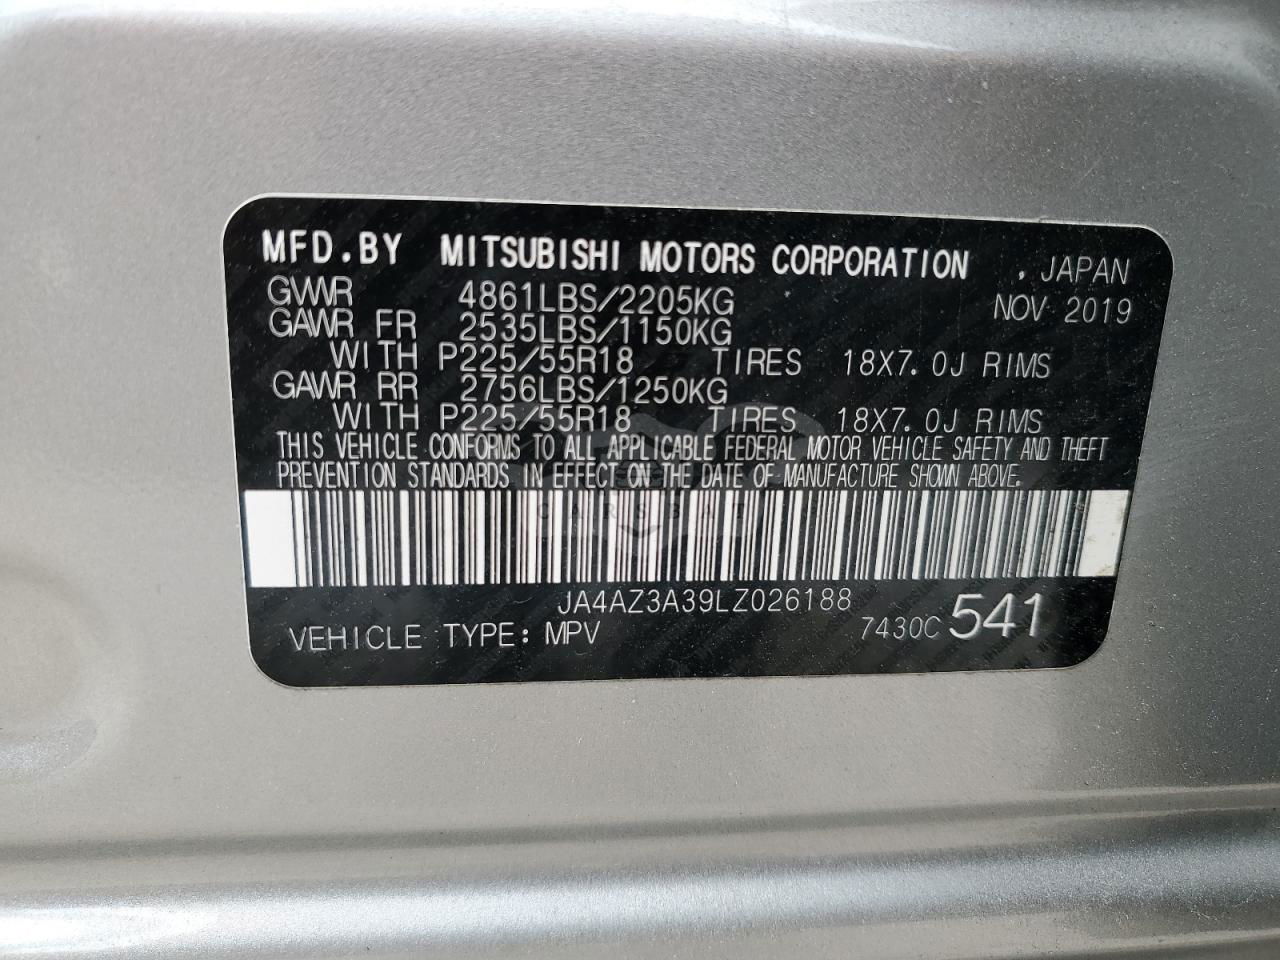 MFD.BY MITSUBISHI MOTORS CORPORATION , JAPAN
GVWR 4861LBS/2205KG NOV 2019
GAWR FR 2535LBS/1150KG
WITH P225/55R18 TIRES 18X7.0J RIMS
GAWR RR 2756LBS/1250KG
WITH P225/55R18 TIRES 18X7.0J RIMS
THIS VEHICLE CONFORMS TO ALL APPLICABLE FEDERAL MOTOR VEHICLE SAFETY AND THEFT
PREVENTION STANDARDS IN EFFECT ON THE DATE OF MANUFACTURE SHOWN ABOVE.
CARSBAT
JA4AZ3A39LZ026188
VEHICLE TYPE: MPV 7430C 541